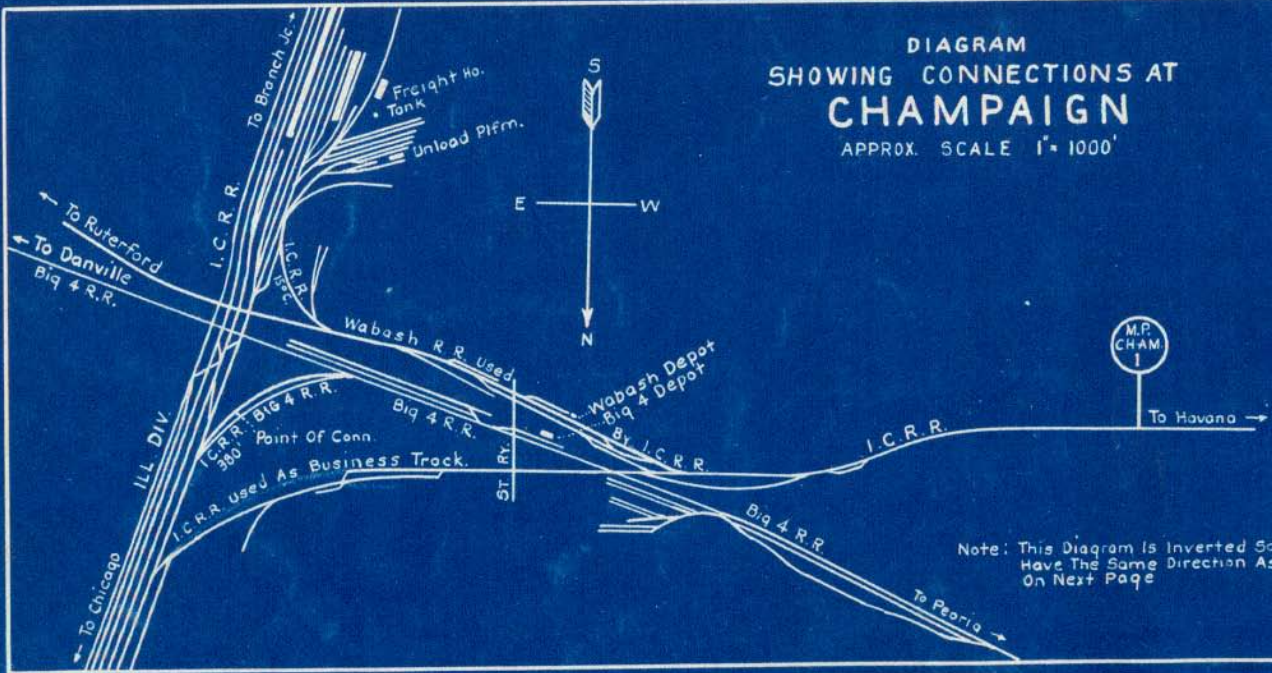 DIAGRAM
SHOWING CONNECTIONS AT
CHAMPAIGN
APPROX. SCALE 1"= 1000'
To Branch Jc.
Freight Ho.
Tank
Unload Plfm.
S
E
W
N
I.C.R.R.
To Ruterford
To Danville
Big 4 R.R.
I.C.R.R.
15°C.
Wabash R.R. Used
By I.C.R.R.
Wabash Depot
Big 4 Depot
M.P.
CHAM.
1
To Havana
I.C.R.R.
BIG 4 R.R.
I.C.R.R.
380'
Point Of Conn.
Big 4 R.R.
ILL DIV.
I.C.R.R. Used As Business Track.
ST. RY.
Big 4 R.R.
To Peoria
To Chicago
Note: This Diagram Is Inverted So
Have The Same Direction As
On Next Page